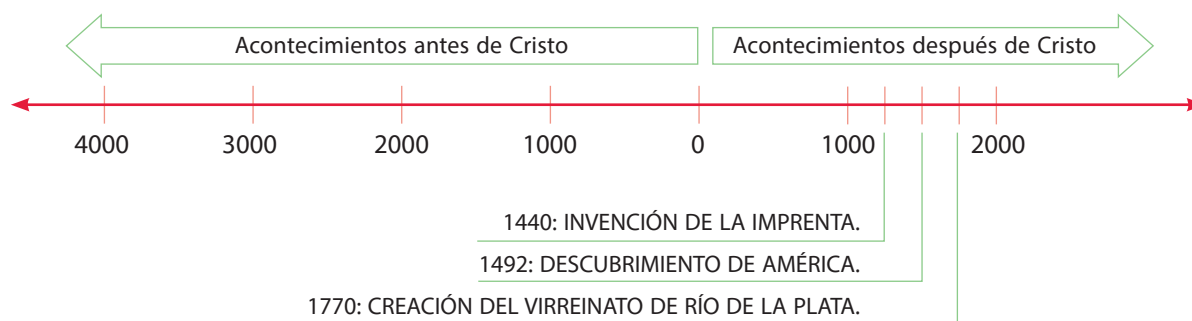 Acontecimientos antes de Cristo Acontecimientos después de Cristo
4000 3000 2000 1000 0 1000 2000
1440: INVENCIÓN DE LA IMPRENTA.
1492: DESCUBRIMIENTO DE AMÉRICA.
1770: CREACIÓN DEL VIRREINATO DE RÍO DE LA PLATA.